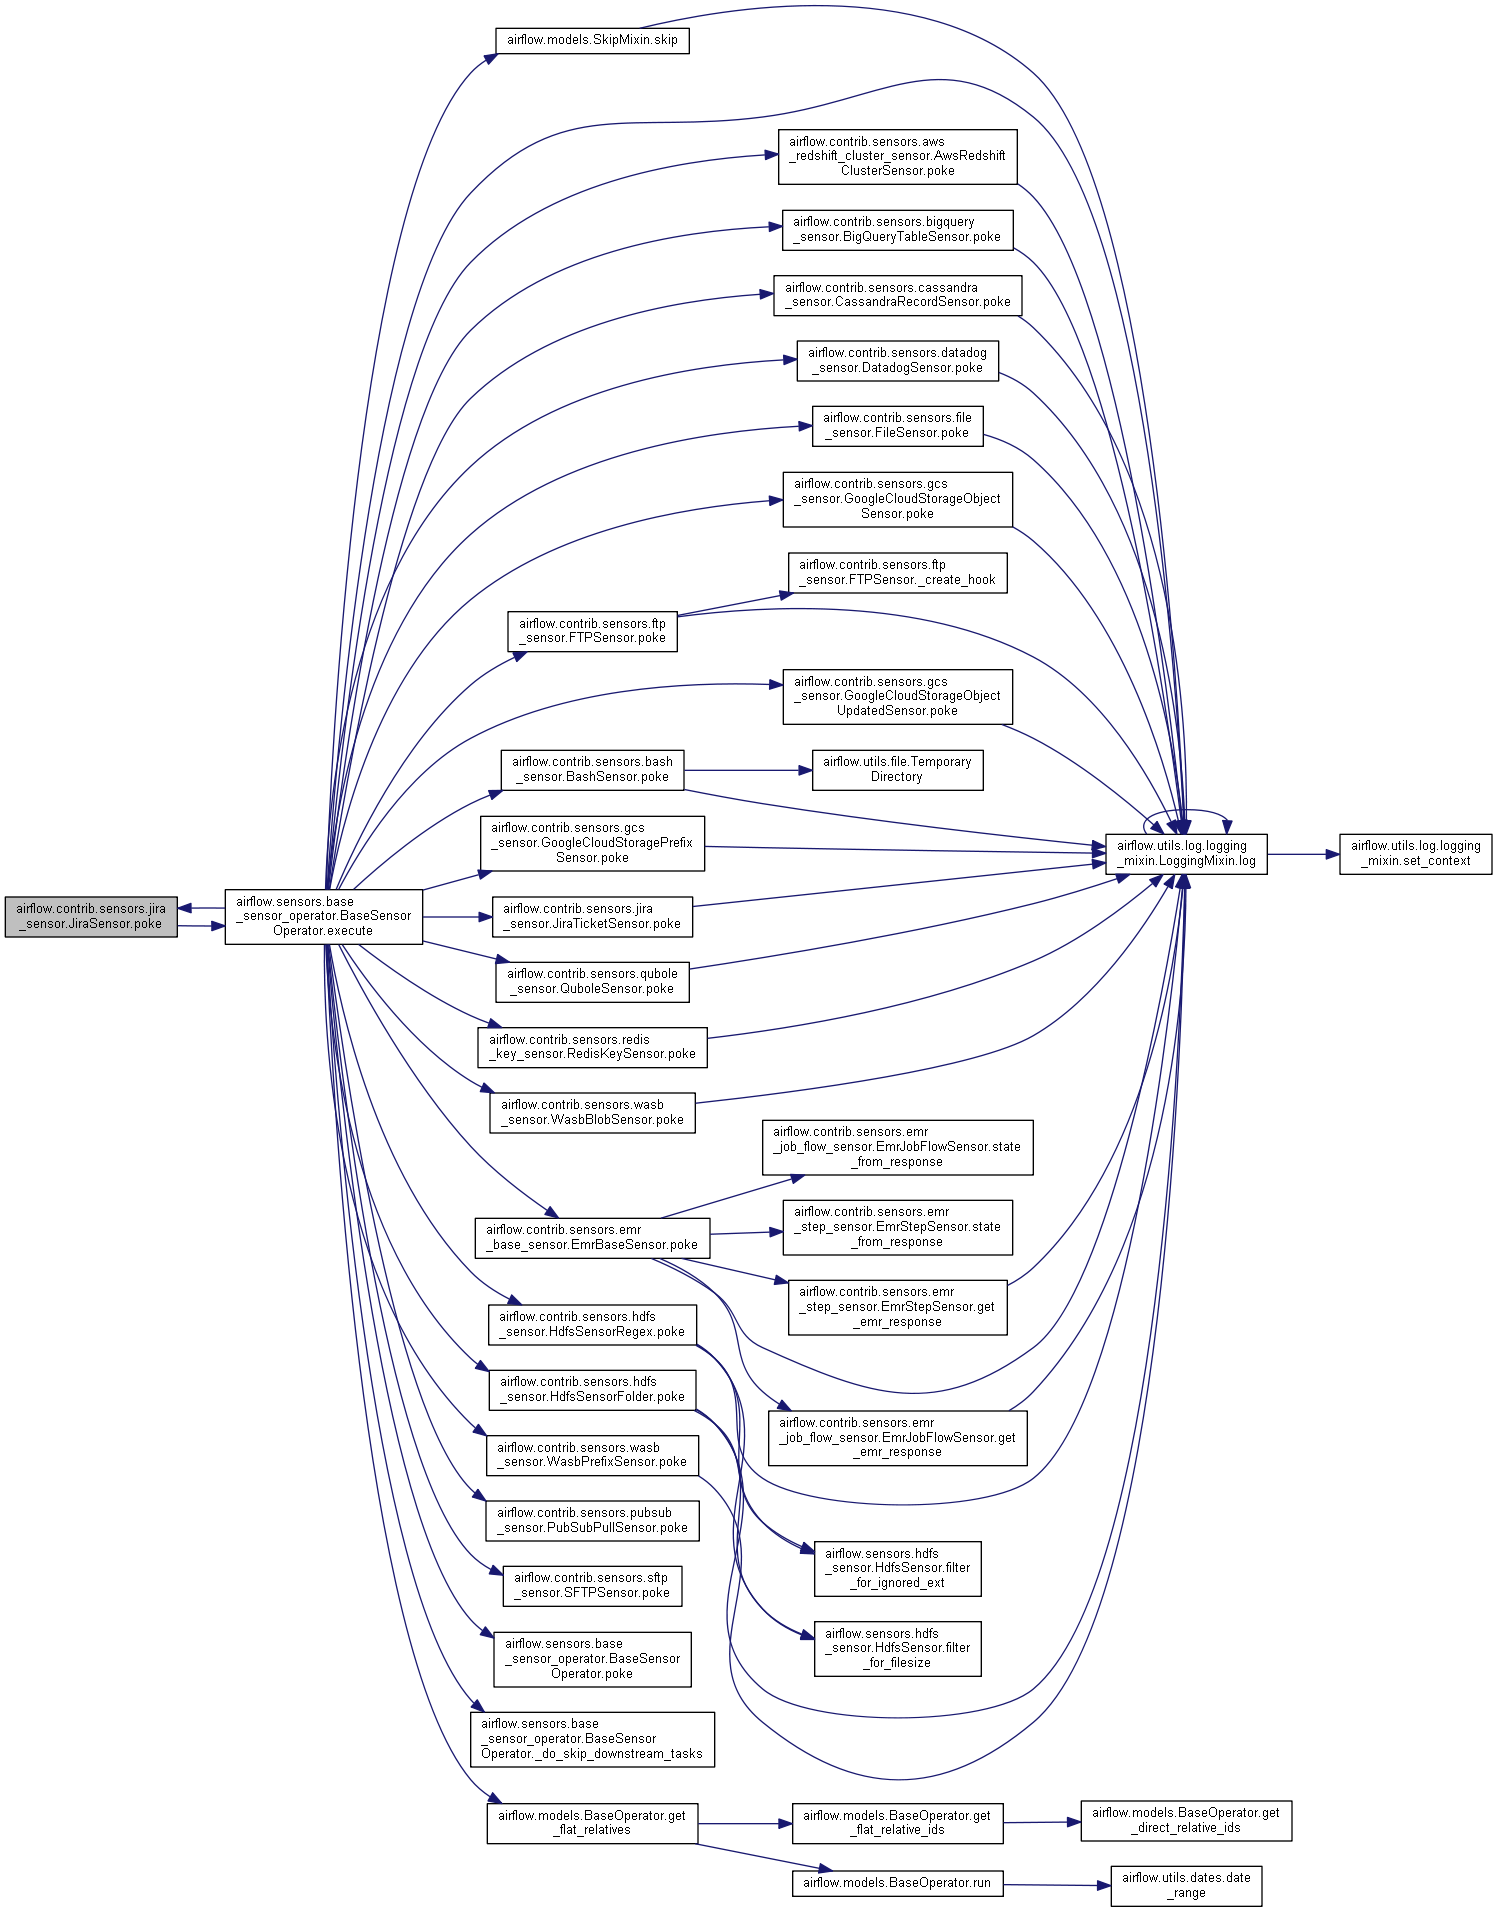 airflow.models.SkipMixin.skip
airflow.contrib.sensors.aws
_redshift_cluster_sensor.AwsRedshift
ClusterSensor.poke
airflow.contrib.sensors.bigquery
_sensor.BigQueryTableSensor.poke
airflow.contrib.sensors.cassandra
_sensor.CassandraRecordSensor.poke
airflow.contrib.sensors.datadog
_sensor.DatadogSensor.poke
airflow.contrib.sensors.file
_sensor.FileSensor.poke
airflow.contrib.sensors.gcs
_sensor.GoogleCloudStorageObject
Sensor.poke
airflow.contrib.sensors.ftp
_sensor.FTPSensor._create_hook
airflow.contrib.sensors.ftp
_sensor.FTPSensor.poke
airflow.contrib.sensors.gcs
_sensor.GoogleCloudStorageObject
UpdatedSensor.poke
airflow.contrib.sensors.bash
_sensor.BashSensor.poke
airflow.utils.file.Temporary
Directory
airflow.contrib.sensors.gcs
_sensor.GoogleCloudStoragePrefix
Sensor.poke
airflow.utils.log.logging
_mixin.LoggingMixin.log
airflow.utils.log.logging
_mixin.set_context
airflow.contrib.sensors.jira
_sensor.JiraSensor.poke
airflow.sensors.base
_sensor_operator.BaseSensor
Operator.execute
airflow.contrib.sensors.jira
_sensor.JiraTicketSensor.poke
airflow.contrib.sensors.qubole
_sensor.QuboleSensor.poke
airflow.contrib.sensors.redis
_key_sensor.RedisKeySensor.poke
airflow.contrib.sensors.wasb
_sensor.WasbBlobSensor.poke
airflow.contrib.sensors.emr
_job_flow_sensor.EmrJobFlowSensor.state
_from_response
airflow.contrib.sensors.emr
_base_sensor.EmrBaseSensor.poke
airflow.contrib.sensors.emr
_step_sensor.EmrStepSensor.state
_from_response
airflow.contrib.sensors.emr
_step_sensor.EmrStepSensor.get
_emr_response
airflow.contrib.sensors.hdfs
_sensor.HdfsSensorRegex.poke
airflow.contrib.sensors.hdfs
_sensor.HdfsSensorFolder.poke
airflow.contrib.sensors.emr
_job_flow_sensor.EmrJobFlowSensor.get
_emr_response
airflow.contrib.sensors.wasb
_sensor.WasbPrefixSensor.poke
airflow.contrib.sensors.pubsub
_sensor.PubSubPullSensor.poke
airflow.sensors.hdfs
_sensor.HdfsSensor.filter
_for_ignored_ext
airflow.contrib.sensors.sftp
_sensor.SFTPSensor.poke
airflow.sensors.hdfs
_sensor.HdfsSensor.filter
_for_filesize
airflow.sensors.base
_sensor_operator.BaseSensor
Operator.poke
airflow.sensors.base
_sensor_operator.BaseSensor
Operator._do_skip_downstream_tasks
airflow.models.BaseOperator.get
_flat_relatives
airflow.models.BaseOperator.get
_flat_relative_ids
airflow.models.BaseOperator.get
_direct_relative_ids
airflow.models.BaseOperator.run
airflow.utils.dates.date
_range